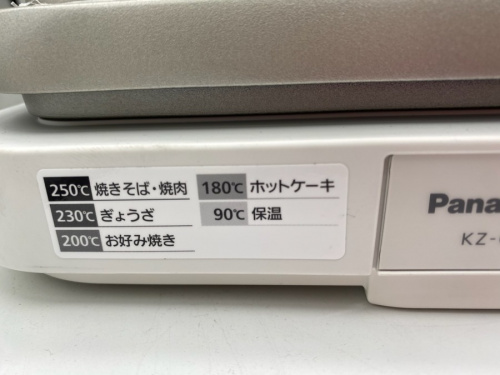 250℃ 焼きそば・焼肉
230℃ ぎょうざ
200℃ お好み焼き
180℃ ホットケーキ
90℃ 保温
Pana
KZ-